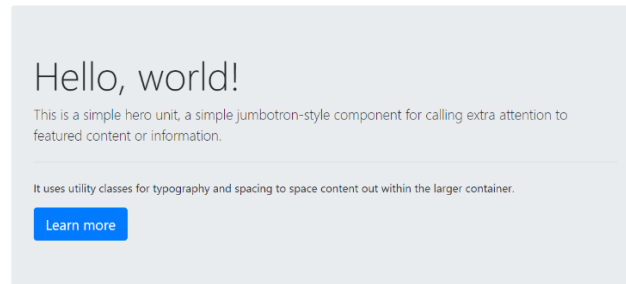 Hello, world!
This is a simple hero unit, a simple jumbotron-style component for calling extra attention to
featured content or information.
It uses utility classes for typography and spacing to space content out within the larger container.
Learn more